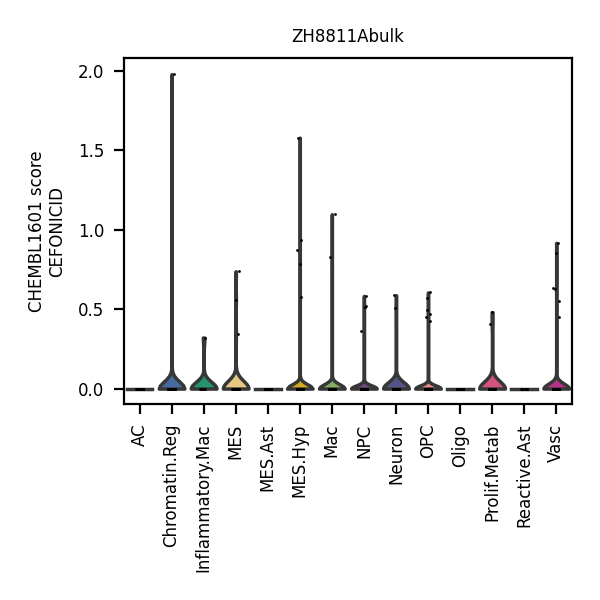 ZH8811Abulk
CHEMBL1601 score
CEFONICID
2.0
1.5
1.0
0.5
0.0
AC
Chromatin.Reg
Inflammatory.Mac
MES
MES.Ast
MES.Hyp
Mac
NPC
Neuron
OPC
Oligo
Prolif.Metab
Reactive.Ast
Vasc